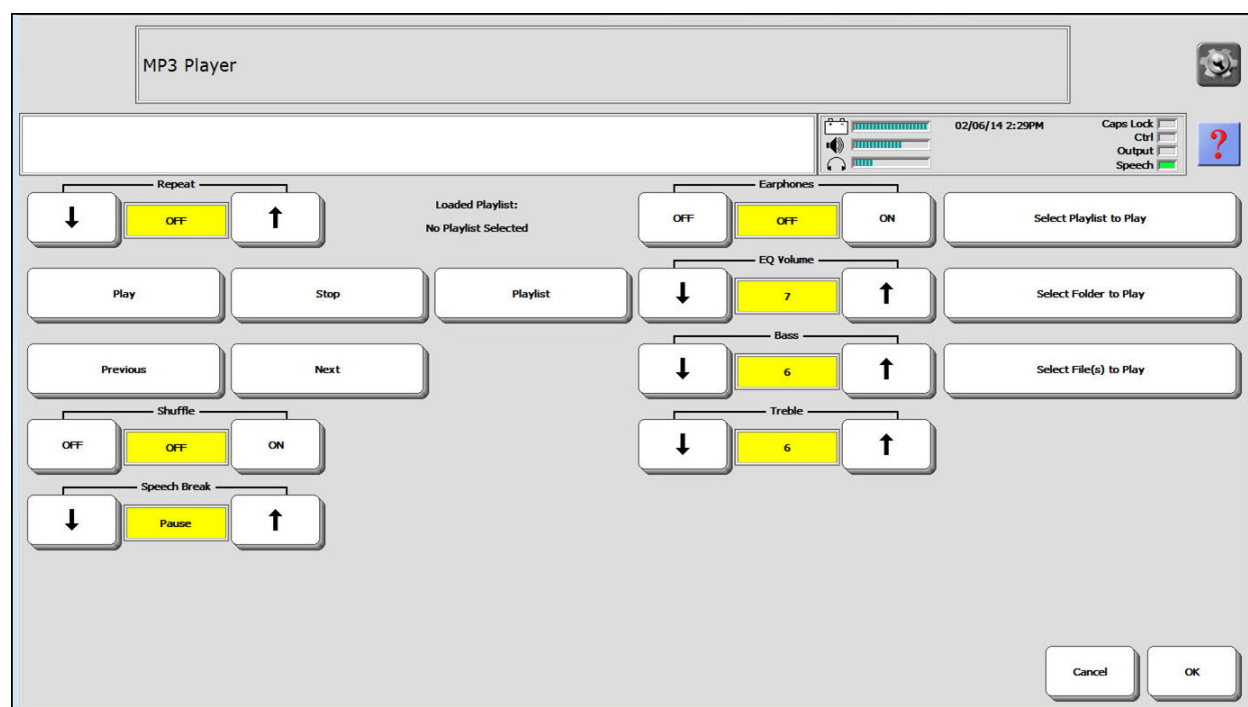 MP3 Player
02/06/14 2:29PM
Caps Lock
Ctrl
Output
Speech
?
Repeat
↓ OFF ↑
Loaded Playlist:
No Playlist Selected
Earphones
OFF OFF ON
Select Playlist to Play
Play Stop Playlist
EQ Volume
↓ 7 ↑
Select Folder to Play
Previous Next
Bass
↓ 6 ↑
Select File(s) to Play
Shuffle
OFF OFF ON
Treble
↓ 6 ↑
Speech Break
↓ Pause ↑
Cancel OK